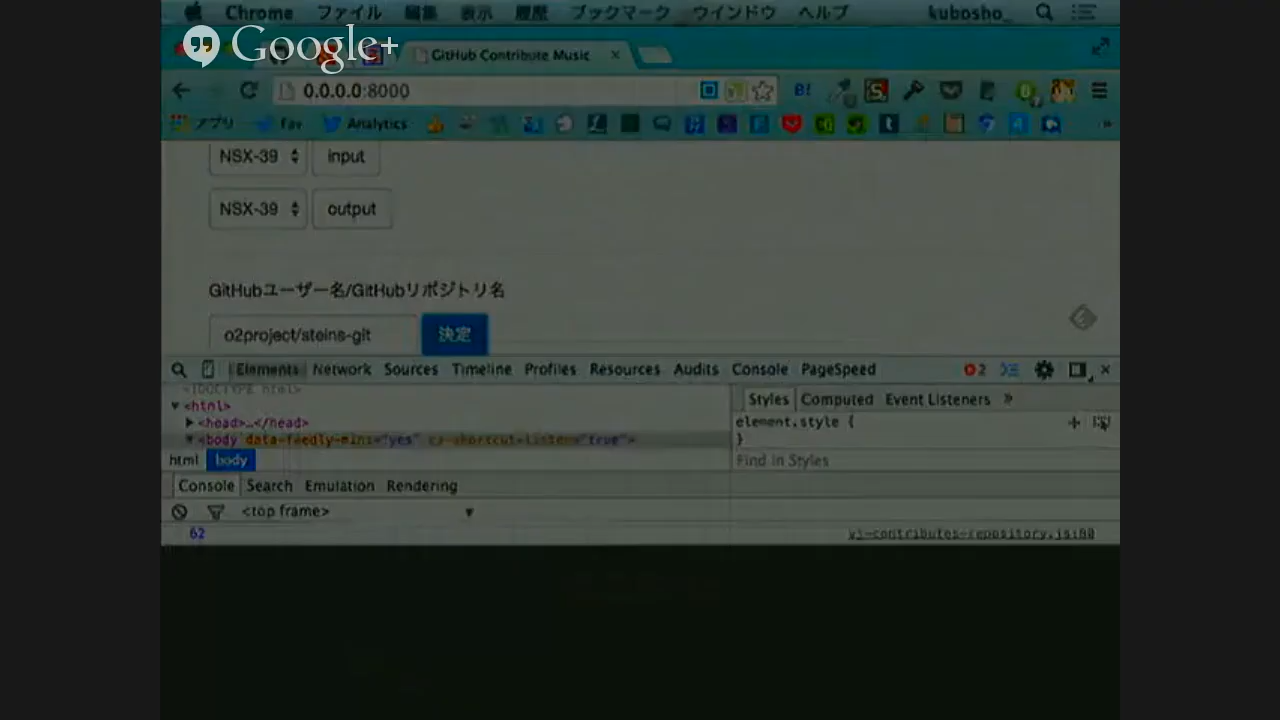 Chrome ファイル 編集 表示 履歴 ブックマーク ウインドウ ヘルプ kubosho_
Google+
GitHub Contribute Music ×
0.0.0.0:8000
アプリ Fav Analytics »
NSX-39 input
NSX-39 output
GitHubユーザー名/GitHubリポジトリ名
o2project/steins-git 決定
Elements Network Sources Timeline Profiles Resources Audits Console PageSpeed 2 ×
<!DOCTYPE html>
▼<html>
▶<head>…</head>
▼<body data-feedly-mini="yes"
html body
Styles Computed Event Listeners »
element.style {
}
Find in Styles
Console Search Emulation Rendering
<top frame> ▼
62 vj-contributes-repository.js:80